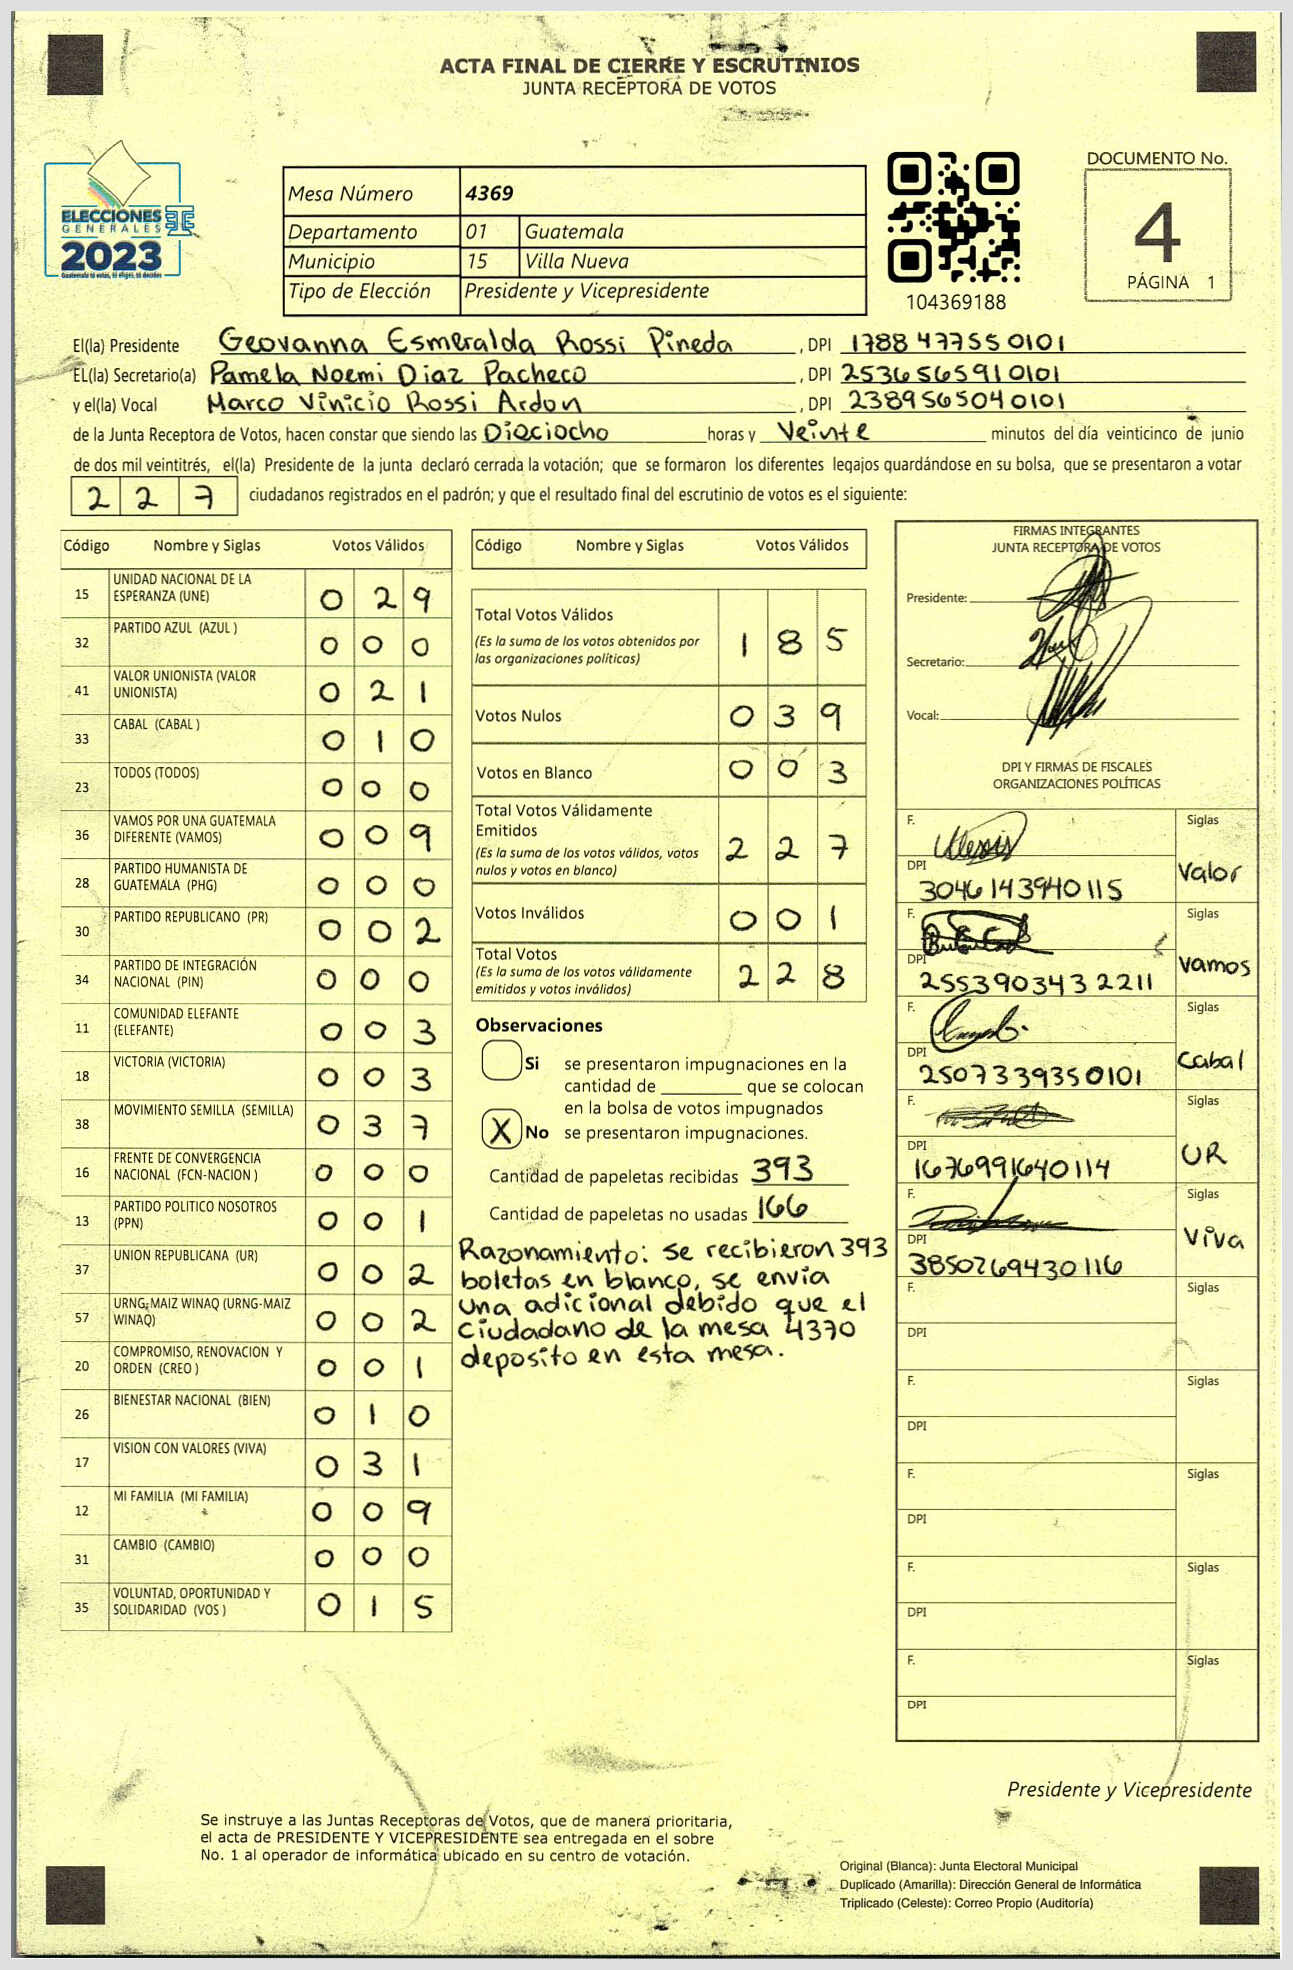 ACTA FINAL DE CIERRE Y ESCRUTINIOS
JUNTA RECEPTORA DE VOTOS
ELECCIONES
GENERALES
2023
Guatemala tú votas, tú eliges, tú decides
Mesa Número 4369
Departamento 01 Guatemala
Municipio 15 Villa Nueva
Tipo de Elección Presidente y Vicepresidente
104369188
DOCUMENTO No.
4
PÁGINA 1
El(la) Presidente Geovanna Esmeralda Rossi Pineda , DPI 1788 47755 0101
EL(la) Secretario(a) Pamela Noemi Diaz Pacheco , DPI 2536565910101
y el(la) Vocal Marco Vinicio Rossi Ardon , DPI 2389565040101
de la Junta Receptora de Votos, hacen constar que siendo las Dieciocho horas y Veinte minutos del día veinticinco de junio
de dos mil veintitrés, el(la) Presidente de la junta declaró cerrada la votación; que se formaron los diferentes legajos quardándose en su bolsa, que se presentaron a votar
2 2 7 ciudadanos registrados en el padrón; y que el resultado final del escrutinio de votos es el siguiente:
Código Nombre y Siglas Votos Válidos
15 UNIDAD NACIONAL DE LA
ESPERANZA (UNE) 0 2 9
32 PARTIDO AZUL (AZUL ) 0 0 0
41 VALOR UNIONISTA (VALOR
UNIONISTA) 0 2 1
33 CABAL (CABAL ) 0 1 0
23 TODOS (TODOS) 0 0 0
36 VAMOS POR UNA GUATEMALA
DIFERENTE (VAMOS) 0 0 9
28 PARTIDO HUMANISTA DE
GUATEMALA (PHG) 0 0 0
30 PARTIDO REPUBLICANO (PR) 0 0 2
34 PARTIDO DE INTEGRACIÓN
NACIONAL (PIN) 0 0 0
11 COMUNIDAD ELEFANTE
(ELEFANTE) 0 0 3
18 VICTORIA (VICTORIA) 0 0 3
38 MOVIMIENTO SEMILLA (SEMILLA) 0 3 7
16 FRENTE DE CONVERGENCIA
NACIONAL (FCN-NACION ) 0 0 0
13 PARTIDO POLITICO NOSOTROS
(PPN) 0 0 1
37 UNION REPUBLICANA (UR) 0 0 2
57 URNG-MAIZ WINAQ (URNG-MAIZ
WINAQ) 0 0 2
20 COMPROMISO, RENOVACION Y
ORDEN (CREO ) 0 0 1
26 BIENESTAR NACIONAL (BIEN) 0 1 0
17 VISION CON VALORES (VIVA) 0 3 1
12 MI FAMILIA (MI FAMILIA) 0 0 9
31 CAMBIO (CAMBIO) 0 0 0
35 VOLUNTAD, OPORTUNIDAD Y
SOLIDARIDAD (VOS ) 0 1 5
Código Nombre y Siglas Votos Válidos
Total Votos Válidos
(Es la suma de los votos obtenidos por
las organizaciones políticas) 1 8 5
Votos Nulos 0 3 9
Votos en Blanco 0 0 3
Total Votos Válidamente
Emitidos
(Es la suma de los votos válidos, votos
nulos y votos en blanco) 2 2 7
Votos Inválidos 0 0 1
Total Votos
(Es la suma de los votos válidamente
emitidos y votos inválidos) 2 2 8
Observaciones
Si se presentaron impugnaciones en la
cantidad de ________ que se colocan
en la bolsa de votos impugnados
X No se presentaron impugnaciones.
Cantidad de papeletas recibidas 393
Cantidad de papeletas no usadas 166
Razonamiento: se recibieron 393
boletas en blanco, se envia
una adicional debido que el
ciudadano de la mesa 4370
deposito en esta mesa.
FIRMAS INTEGRANTES
JUNTA RECEPTORA DE VOTOS
Presidente:
Secretario:
Vocal:
DPI Y FIRMAS DE FISCALES
ORGANIZACIONES POLÍTICAS
F. Alexis Siglas
DPI 3046143940115 Valor
F. Siglas
DPI 2553903432211 Vamos
F. Siglas
DPI 2507339350101 Cabal
F. Siglas
DPI 1676991640114 UR
F. Siglas
DPI 3850269430116 Viva
F. Siglas
DPI
F. Siglas
DPI
F. Siglas
DPI
F. Siglas
DPI
F. Siglas
DPI
Presidente y Vicepresidente
Se instruye a las Juntas Receptoras de Votos, que de manera prioritaria,
el acta de PRESIDENTE Y VICEPRESIDENTE sea entregada en el sobre
No. 1 al operador de informática ubicado en su centro de votación.
Original (Blanca): Junta Electoral Municipal
Duplicado (Amarilla): Dirección General de Informática
Triplicado (Celeste): Correo Propio (Auditoría)